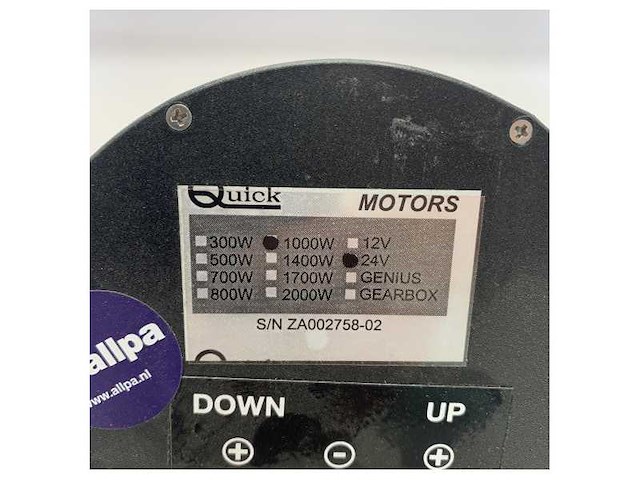 Quick MOTORS
300W 1000W 12V
500W 1400W 24V
700W 1700W GENiUS
800W 2000W GEARBOX
S/N ZA002758-02
allpa
www.allpa.nl
DOWN UP
+ - +